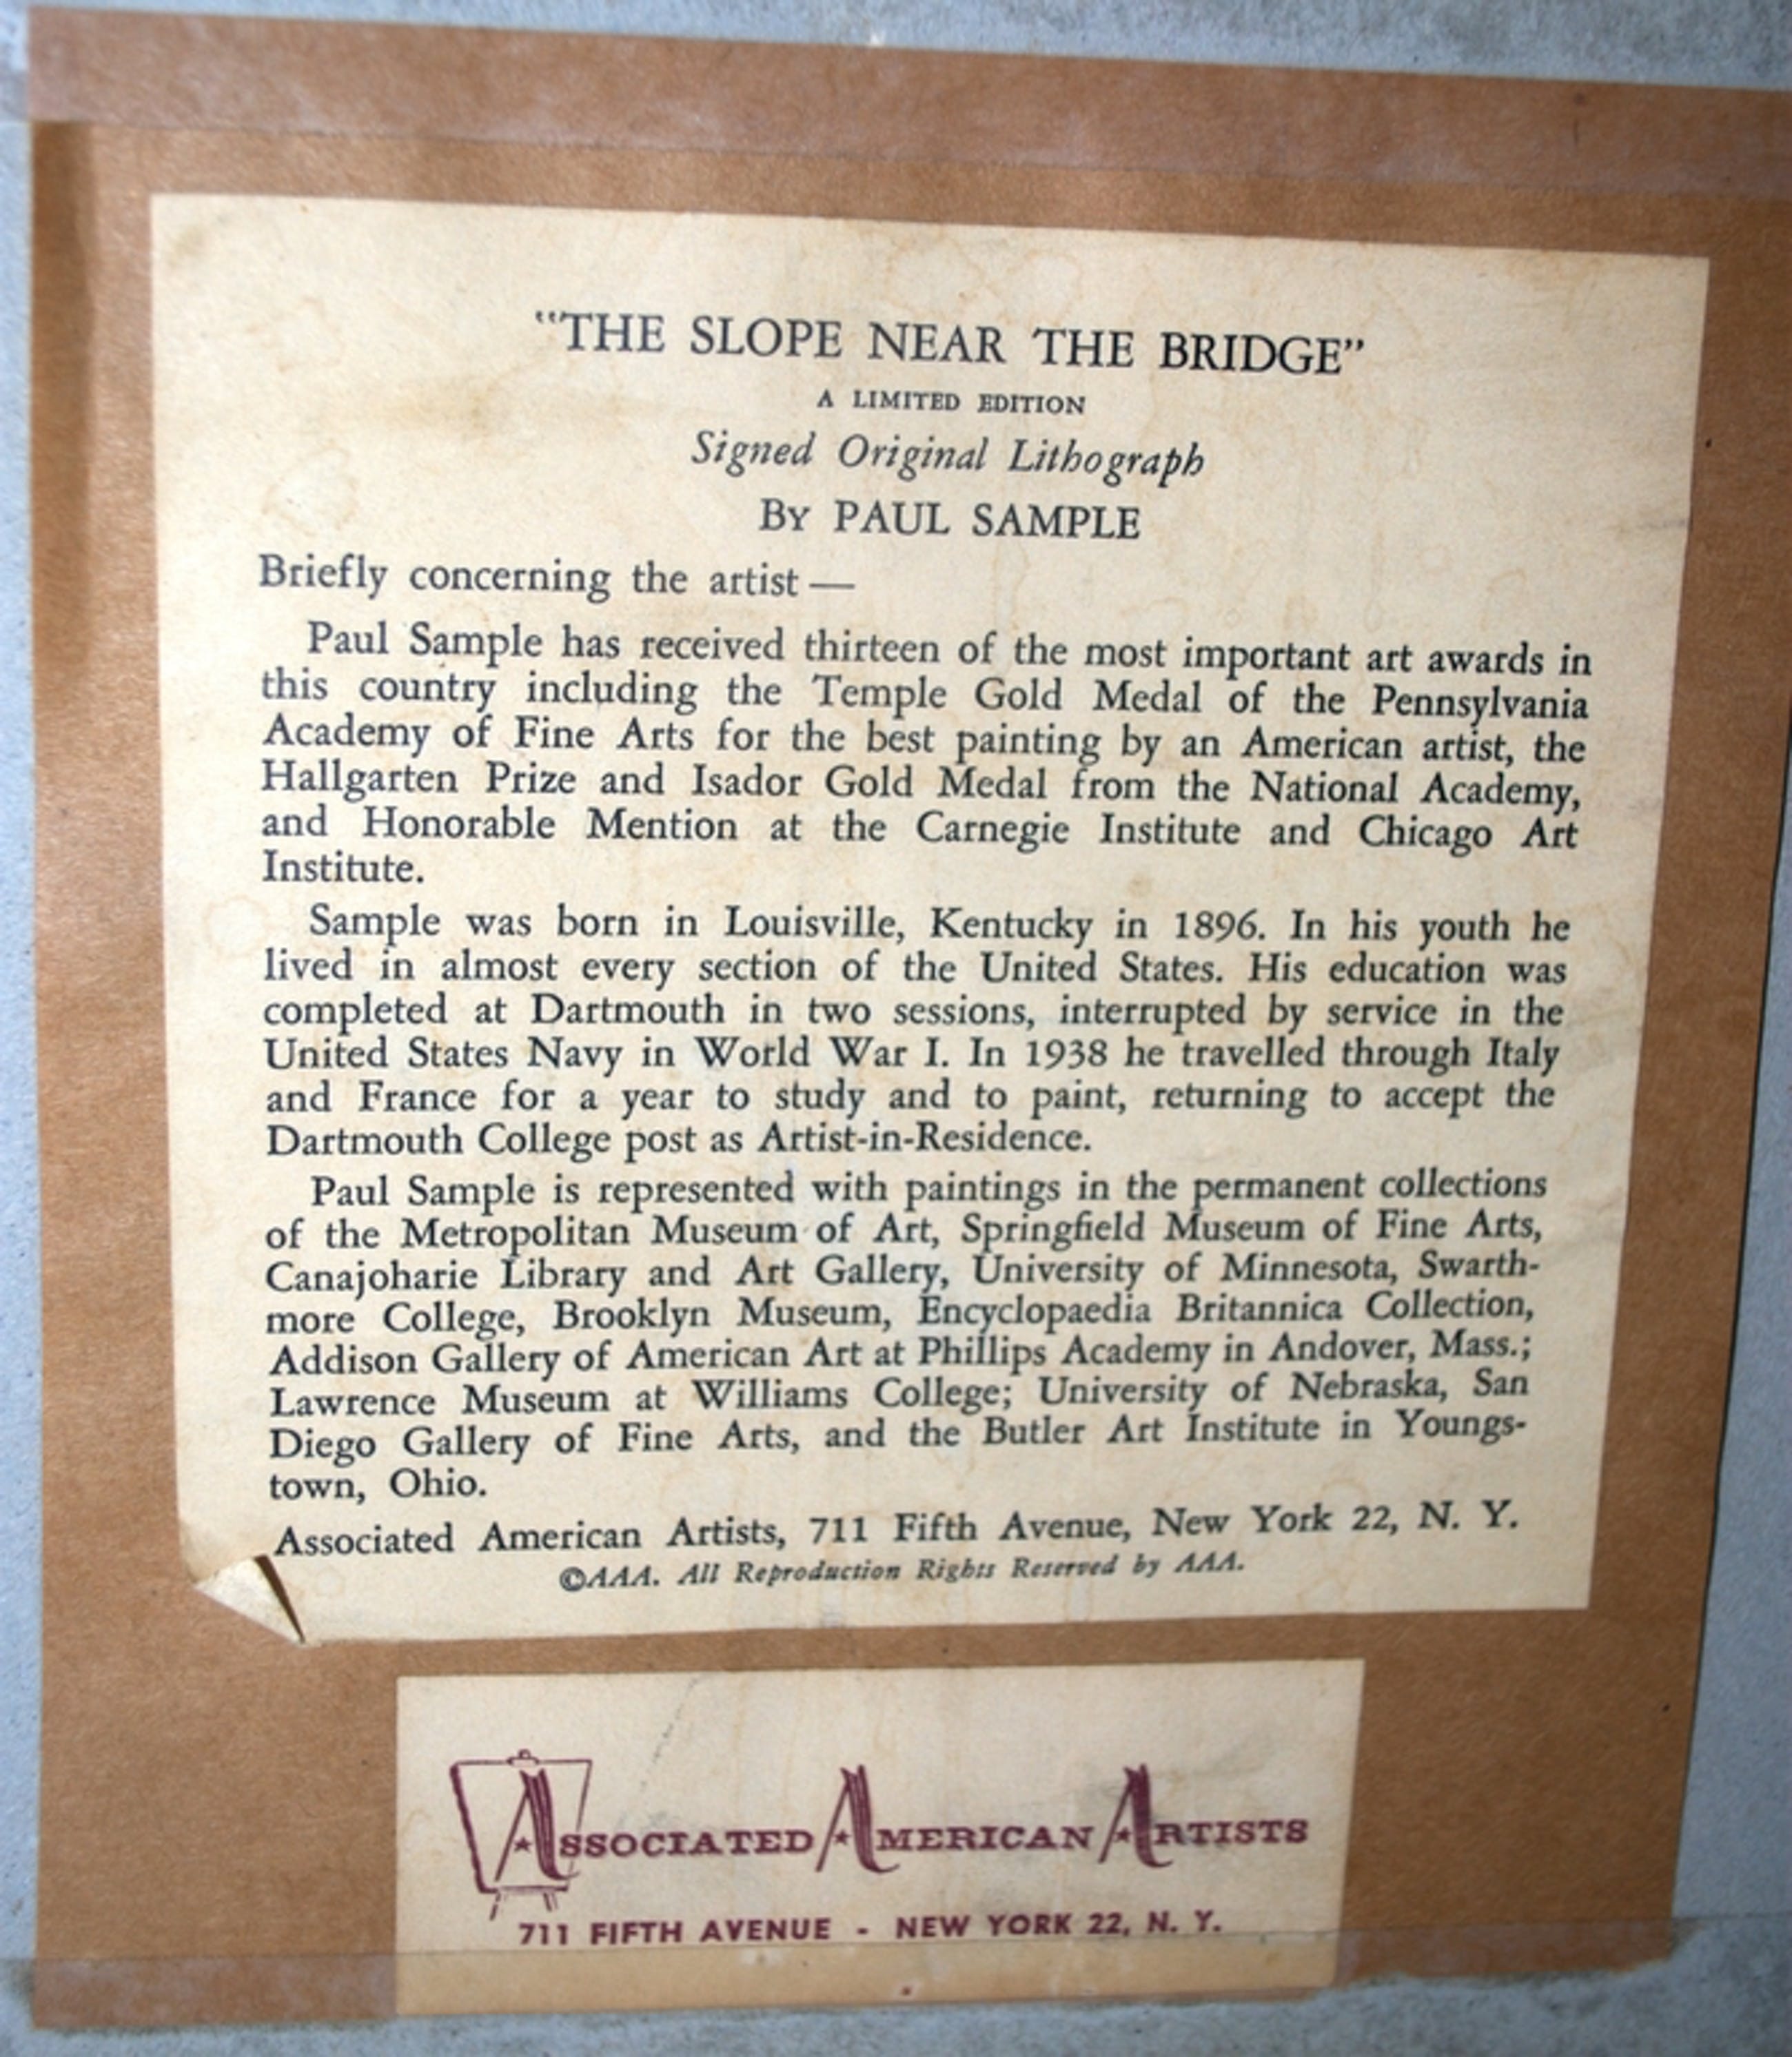 "THE SLOPE NEAR THE BRIDGE"
A LIMITED EDITION
Signed Original Lithograph
By PAUL SAMPLE
Briefly concerning the artist —
Paul Sample has received thirteen of the most important art awards in
this country including the Temple Gold Medal of the Pennsylvania
Academy of Fine Arts for the best painting by an American artist, the
Hallgarten Prize and Isador Gold Medal from the National Academy,
and Honorable Mention at the Carnegie Institute and Chicago Art
Institute.
Sample was born in Louisville, Kentucky in 1896. In his youth he
lived in almost every section of the United States. His education was
completed at Dartmouth in two sessions, interrupted by service in the
United States Navy in World War I. In 1938 he travelled through Italy
and France for a year to study and to paint, returning to accept the
Dartmouth College post as Artist-in-Residence.
Paul Sample is represented with paintings in the permanent collections
of the Metropolitan Museum of Art, Springfield Museum of Fine Arts,
Canajoharie Library and Art Gallery, University of Minnesota, Swarth-
more College, Brooklyn Museum, Encyclopaedia Britannica Collection,
Addison Gallery of American Art at Phillips Academy in Andover, Mass.;
Lawrence Museum at Williams College; University of Nebraska, San
Diego Gallery of Fine Arts, and the Butler Art Institute in Youngs-
town, Ohio.
Associated American Artists, 711 Fifth Avenue, New York 22, N. Y.
©AAA. All Reproduction Rights Reserved by AAA.
ASSOCIATED AMERICAN ARTISTS
711 FIFTH AVENUE - NEW YORK 22, N. Y.